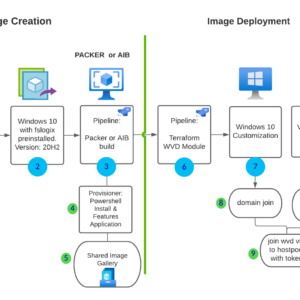 ge Creation
Image Deployment
PACKER or AIB
Windows 10
with fslogix
preinstalled.
Version: 20H2
2
Pipeline:
Packer or AIB
build
3
Pipeline:
Terraform
WVD Module
6
Windows 10
Customization
7
V
4
Provisioner:
Powershell
Install &
Features
Application
5
Shared Image
Gallery
8
domain join
9
join wvd v
to hostpo
with token